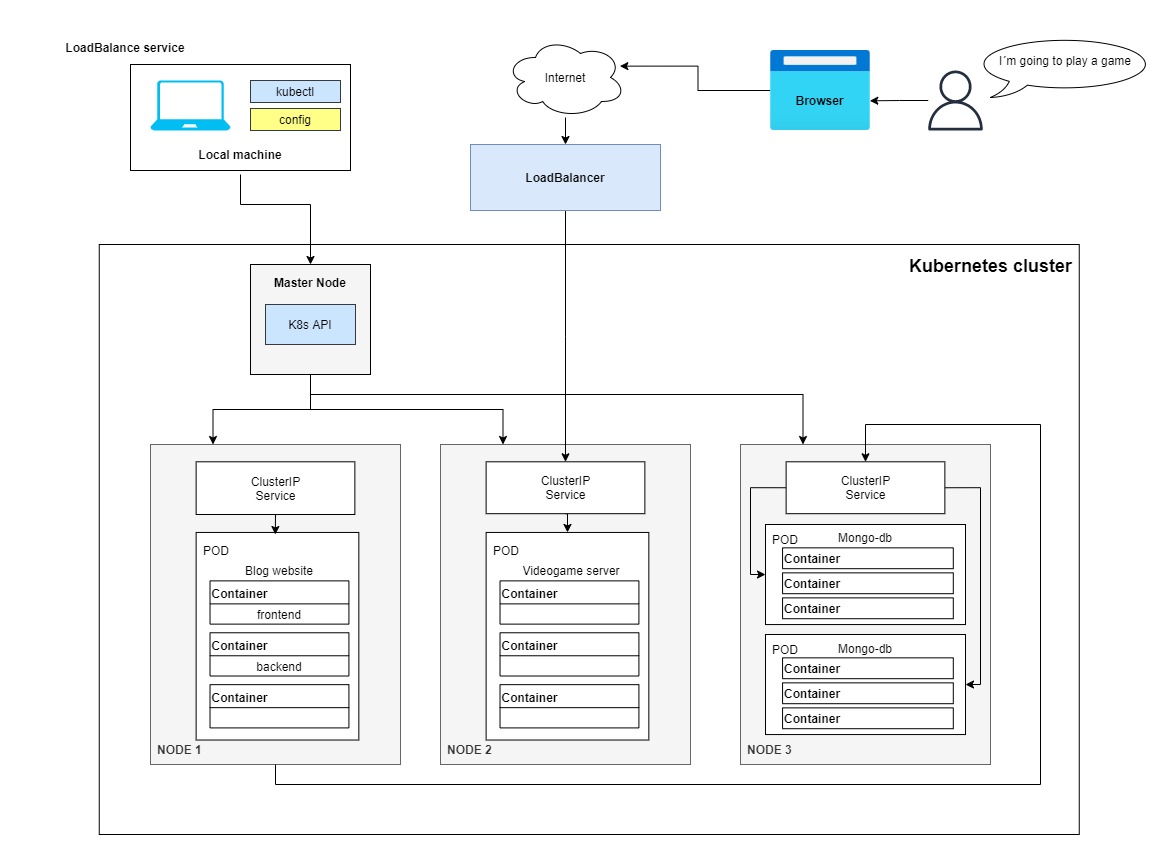 LoadBalance service
kubectl
config
Local machine
Internet
Browser
I´m going to play a game
LoadBalancer
Kubernetes cluster
Master Node
K8s API
ClusterIP
Service
POD
Blog website
Container
frontend
Container
backend
Container
NODE 1
ClusterIP
Service
POD
Videogame server
Container
Container
Container
NODE 2
ClusterIP
Service
POD Mongo-db
Container
Container
Container
POD Mongo-db
Container
Container
Container
NODE 3